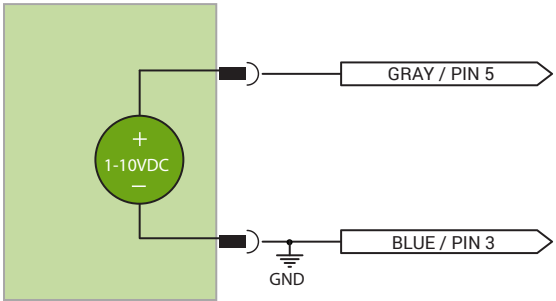 GRAY / PIN 5
+
1-10VDC
–
BLUE / PIN 3
GND